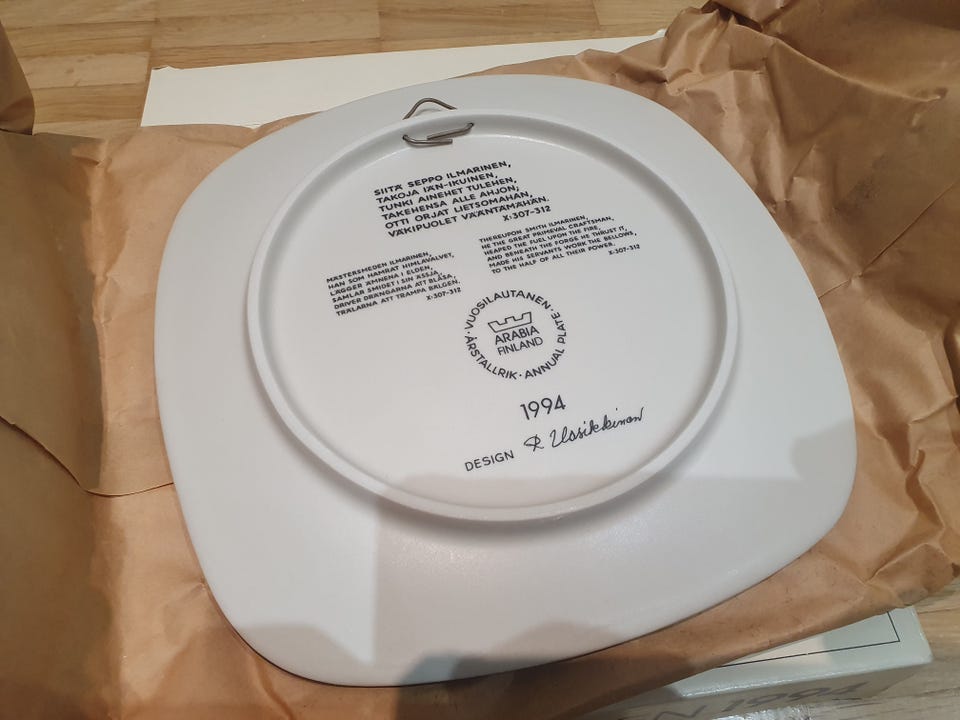 SIITÄ SEPPO ILMARINEN,
TAKOJA IÄN-IKUINEN,
TUNKI AINEHET TULEHEN,
TAKEHENSA ALLE AHJON;
OTTI ORJAT LIETSOMAHAN,
VÄKIPUOLET VÄÄNTÄMÄHÄN.
X:307-312
MÄSTERSMEDEN ILMARINEN,
HAN SOM HAMRAT HIMLAVALVET,
LÄGGER ÄMNENA I ELDEN,
SAMLAR SMIDET I SIN ÄSSJA,
DRIVER DRÄNGARNA ATT BLÅSA,
TRÄLARNA ATT TRAMPA BÄLGEN.
X:307-312
THEREUPON SMITH ILMARINEN,
HE THE GREAT PRIMEVAL CRAFTSMAN,
HEAPED THE FUEL UPON THE FIRE,
AND BENEATH THE FORGE HE THRUST IT,
MADE HIS SERVANTS WORK THE BELLOWS,
TO THE HALF OF ALL THEIR POWER.
X:307-312
·VUOSILAUTANEN·
ANNUAL PLATE·
ÅRSTALLRIK·
ARABIA
FINLAND
1994
DESIGN R Uosikkinen
EN 1994